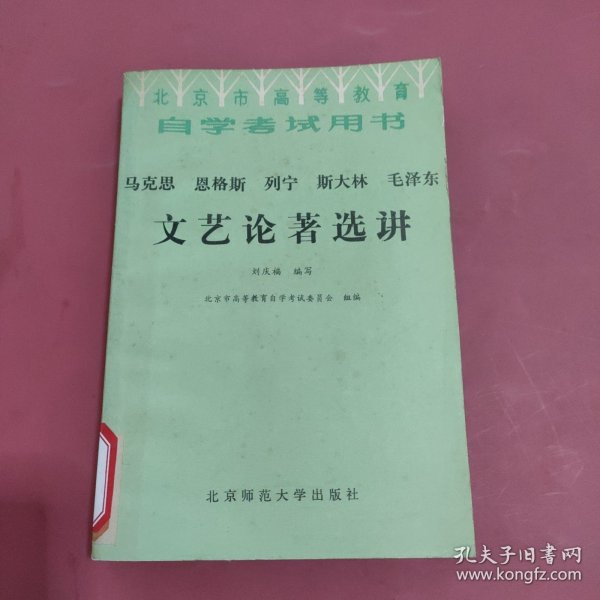 北京市高等教育
自学考试用书
马克思 恩格斯 列宁 斯大林 毛泽东
文艺论著选讲
刘庆福 编写
北京市高等教育自学考试委员会 组编
北京师范大学出版社
孔夫子旧书网
www.kongfz.com